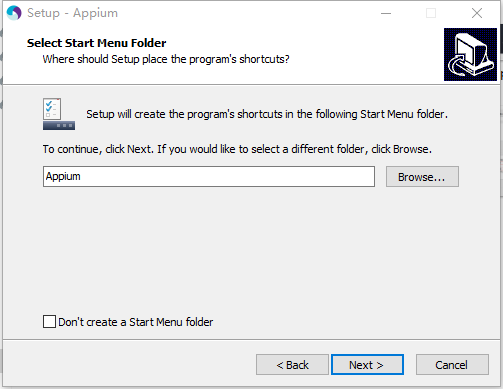 Setup - Appium
Select Start Menu Folder
Where should Setup place the program's shortcuts?
Setup will create the program's shortcuts in the following Start Menu folder.
To continue, click Next. If you would like to select a different folder, click Browse.
Appium
Browse...
Don't create a Start Menu folder
< Back
Next >
Cancel